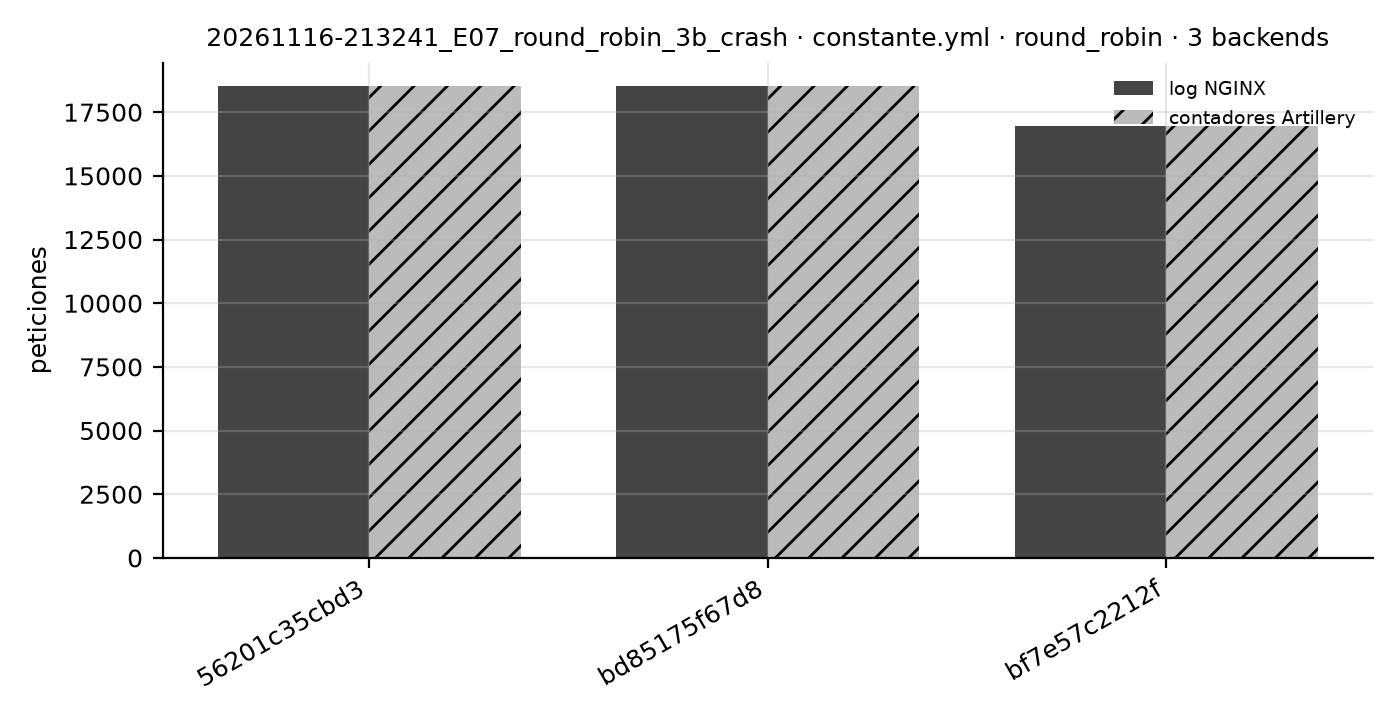 20261116-213241_E07_round_robin_3b_crash · constante.yml · round_robin · 3 backends
log NGINX
contadores Artillery
peticiones
17500
15000
12500
10000
7500
5000
2500
0
56201c35cbd3
bd85175f67d8
bf7e57c2212f